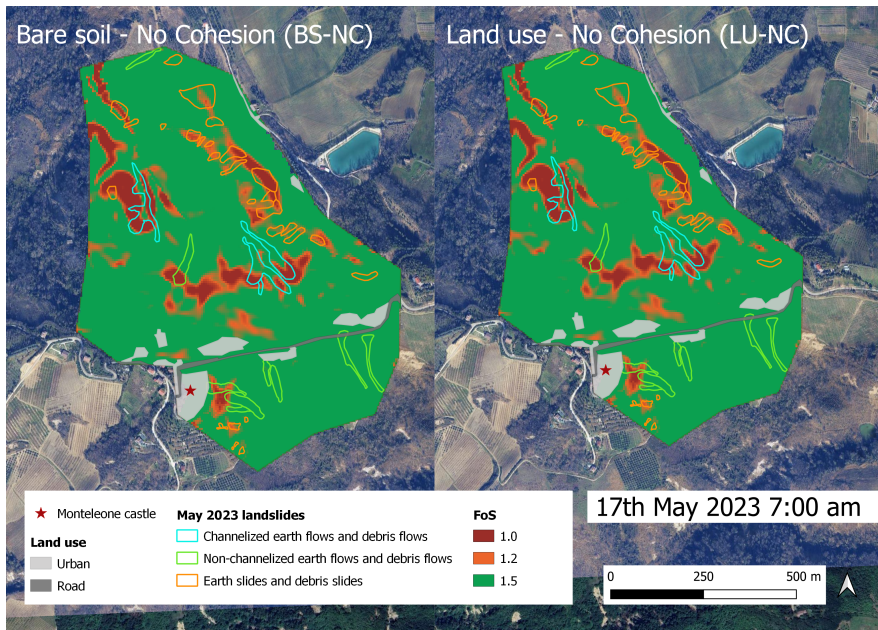 Bare soil - No Cohesion (BS-NC)
Land use - No Cohesion (LU-NC)
Monteleone castle
Land use
Urban
Road
May 2023 landslides
Channelized earth flows and debris flows
Non-channelized earth flows and debris flows
Earth slides and debris slides
FoS
1.0
1.2
1.5
17th May 2023 7:00 am
0 250 500 m